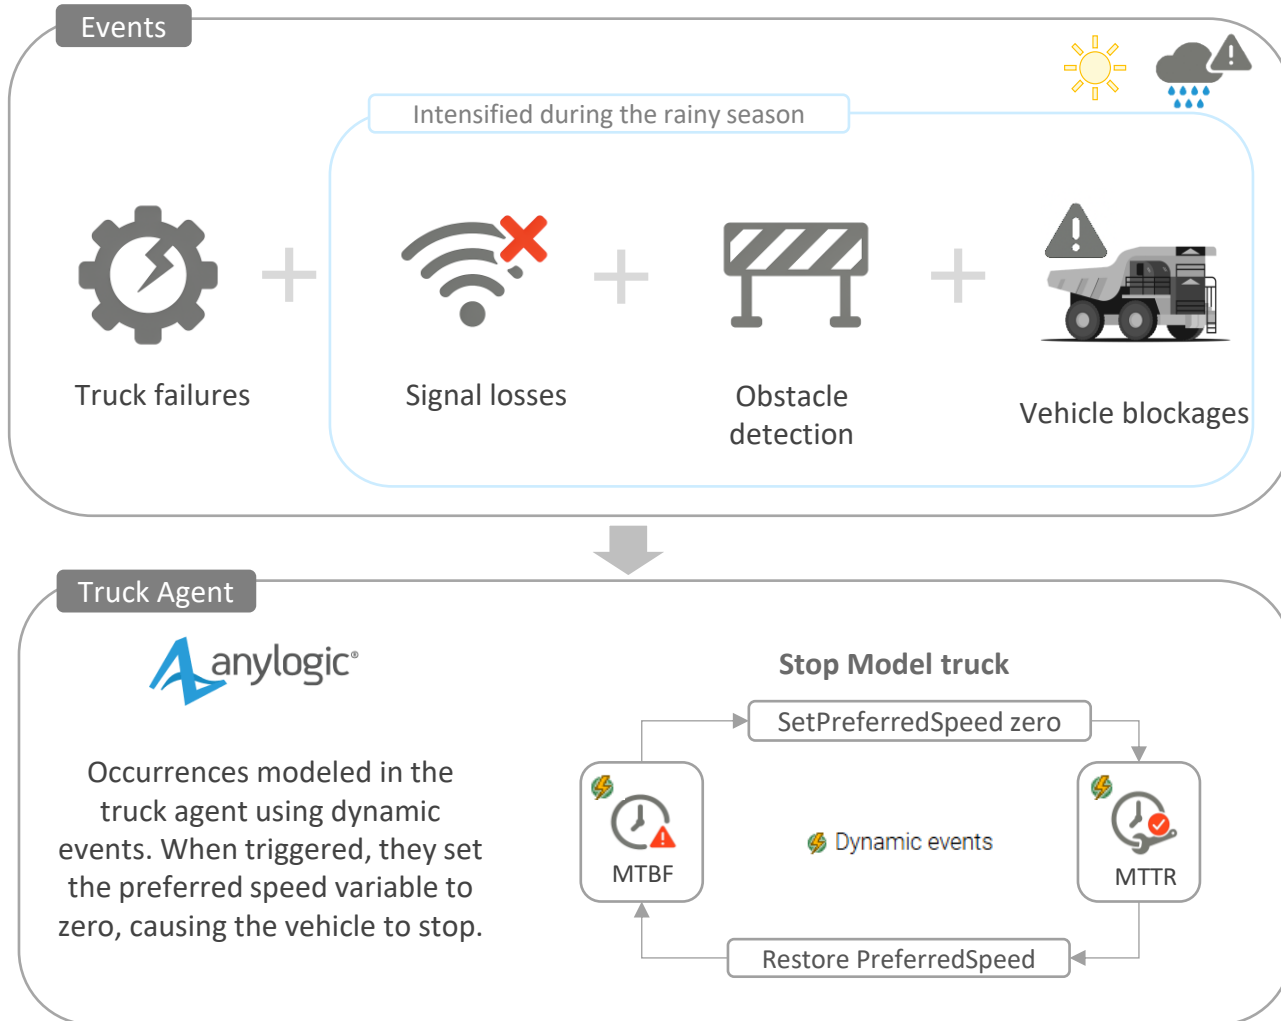 Events
Intensified during the rainy season
Truck failures
Signal losses
Obstacle
detection
Vehicle blockages
Truck Agent
anylogic®
Occurrences modeled in the
truck agent using dynamic
events. When triggered, they set
the preferred speed variable to
zero, causing the vehicle to stop.
Stop Model truck
SetPreferredSpeed zero
MTBF
Dynamic events
MTTR
Restore PreferredSpeed